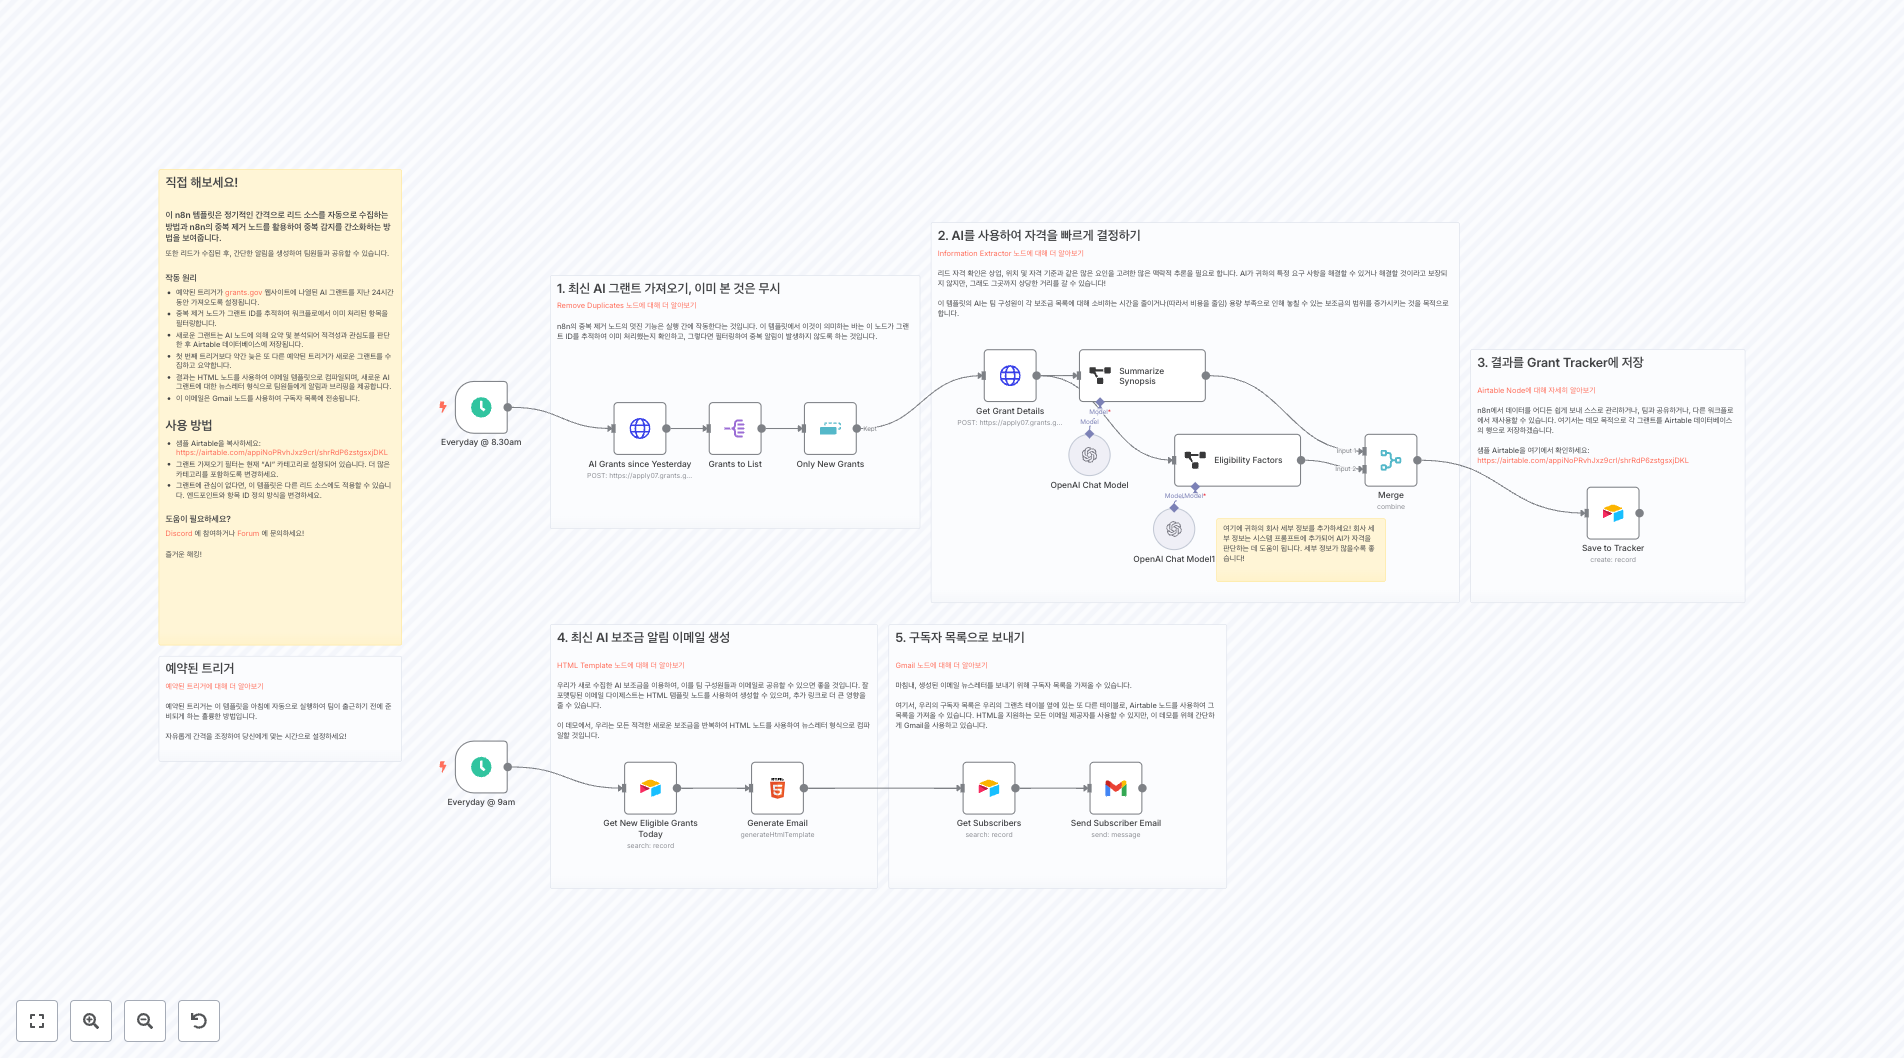 직접 해보세요!
이 n8n 템플릿은 정기적인 간격으로 리드 소스를 자동으로 수집하는
방법과 n8n의 중복 제거 노드를 활용하여 중복 감지를 간소화하는 방
법을 보여줍니다.
또한 리드가 수집된 후, 간단한 알림을 생성하여 팀원들과 공유할 수 있습니다.
작동 원리
예약된 트리거가 grants.gov 웹사이트에 나열된 AI 그랜트를 지난 24시간
동안 가져오도록 설정됩니다.
중복 제거 노드가 그랜트 ID를 추적하여 워크플로에서 이미 처리된 항목을
필터링합니다.
새로운 그랜트는 AI 노드에 의해 요약 및 분석되어 적격성과 관심도를 판단
한 후 Airtable 데이터베이스에 저장됩니다.
첫 번째 트리거보다 약간 늦은 또 다른 예약된 트리거가 새로운 그랜트를 수
집하고 요약합니다.
결과는 HTML 노드를 사용하여 이메일 템플릿으로 컴파일되며, 새로운 AI
그랜트에 대한 뉴스레터 형식으로 팀원들에게 알림과 브리핑을 제공합니다.
이 이메일은 Gmail 노드를 사용하여 구독자 목록에 전송됩니다.
사용 방법
샘플 Airtable을 복사하세요:
https://airtable.com/appiNoPRvhJxz9crl/shrRdP6zstgsxjDKL
그랜트 가져오기 필터는 현재 "AI" 카테고리로 설정되어 있습니다. 더 많은
카테고리를 포함하도록 변경하세요.
그랜트에 관심이 없다면, 이 템플릿은 다른 리드 소스에도 적용할 수 있습니
다. 엔드포인트와 항목 ID 정의 방식을 변경하세요.
도움이 필요하세요?
Discord 에 참여하거나 Forum 에 문의하세요!
즐거운 해킹!
예약된 트리거
예약된 트리거에 대해 더 알아보기
예약된 트리거는 이 템플릿을 아침에 자동으로 실행하여 팀이 출근하기 전에 준
비되게 하는 훌륭한 방법입니다.
자유롭게 간격을 조정하여 당신에게 맞는 시간으로 설정하세요!
Everyday @ 8.30am
1. 최신 AI 그랜트 가져오기, 이미 본 것은 무시
Remove Duplicates 노드에 대해 더 알아보기
n8n의 중복 제거 노드의 멋진 기능은 실행 간에 작동한다는 것입니다. 이 템플릿에서 이것이 의미하는 바는 이 노드가 그랜
트 ID를 추적하여 이미 처리했는지 확인하고, 그렇다면 필터링하여 중복 알림이 발생하지 않도록 하는 것입니다.
AI Grants since Yesterday
POST: https://apply07.grants.g...
Grants to List
Only New Grants
Kept
2. AI를 사용하여 자격을 빠르게 결정하기
Information Extractor 노드에 대해 더 알아보기
리드 자격 확인은 상업, 위치 및 자격 기준과 같은 많은 요인을 고려한 많은 맥락적 추론을 필요로 합니다. AI가 귀하의 특정 요구 사항을 해결할 수 있거나 해결할 것이라고 보장되
지 않지만, 그래도 그곳까지 상당한 거리를 갈 수 있습니다!
이 템플릿의 AI는 팀 구성원이 각 보조금 목록에 대해 소비하는 시간을 줄이거나(따라서 비용을 줄임) 용량 부족으로 인해 놓칠 수 있는 보조금의 범위를 증가시키는 것을 목적으로
합니다.
Get Grant Details
POST: https://apply07.grants.g...
Summarize
Synopsis
Model*
Model
OpenAI Chat Model
Eligibility Factors
Model Model*
OpenAI Chat Model1
여기에 귀하의 회사 세부 정보를 추가하세요! 회사 세
부 정보는 시스템 프롬프트에 추가되어 AI가 자격을
판단하는 데 도움이 됩니다. 세부 정보가 많을수록 좋
습니다!
Input 1
Input 2
Merge
combine
3. 결과를 Grant Tracker에 저장
Airtable Node에 대해 자세히 알아보기
n8n에서 데이터를 어디든 쉽게 보내 스스로 관리하거나, 팀과 공유하거나, 다른 워크플로
에서 재사용할 수 있습니다. 여기서는 데모 목적으로 각 그랜트를 Airtable 데이터베이스
의 행으로 저장하겠습니다.
샘플 Airtable을 여기에서 확인하세요:
https://airtable.com/appiNoPRvhJxz9crl/shrRdP6zstgsxjDKL
Save to Tracker
create: record
Everyday @ 9am
4. 최신 AI 보조금 알림 이메일 생성
HTML Template 노드에 대해 더 알아보기
우리가 새로 수집한 AI 보조금을 이용하여, 이를 팀 구성원들과 이메일로 공유할 수 있으면 좋을 것입니다. 잘
포맷팅된 이메일 다이제스트는 HTML 템플릿 노드를 사용하여 생성할 수 있으며, 추가 링크로 더 큰 영향을
줄 수 있습니다.
이 데모에서, 우리는 모든 적격한 새로운 보조금을 반복하여 HTML 노드를 사용하여 뉴스레터 형식으로 컴파
일할 것입니다.
Get New Eligible Grants
Today
search: record
Generate Email
generateHtmlTemplate
5. 구독자 목록으로 보내기
Gmail 노드에 대해 더 알아보기
마침내, 생성된 이메일 뉴스레터를 보내기 위해 구독자 목록을 가져올 수 있습니다.
여기서, 우리의 구독자 목록은 우리의 그랜츠 테이블 옆에 있는 또 다른 테이블로, Airtable 노드를 사용하여 그
목록을 가져올 수 있습니다. HTML을 지원하는 모든 이메일 제공자를 사용할 수 있지만, 이 데모를 위해 간단하
게 Gmail을 사용하고 있습니다.
Get Subscribers
search: record
Send Subscriber Email
send: message